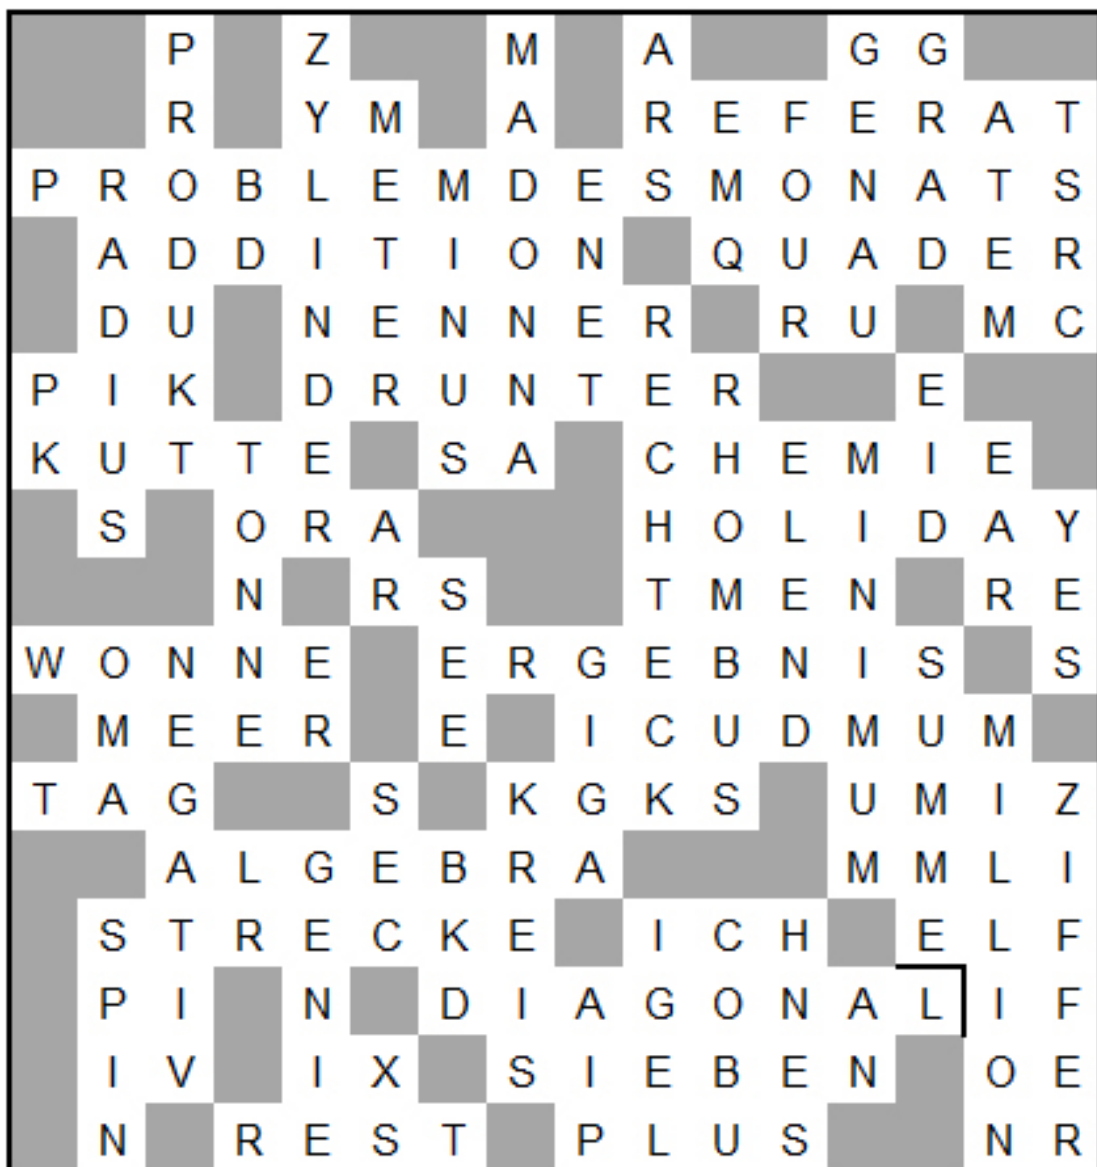 P Z M A G G
R Y M A R E F E R A T
P R O B L E M D E S M O N A T S
A D D I T I O N Q U A D E R
D U N E N N E R R U M C
P I K D R U N T E R E
K U T T E S A C H E M I E
S O R A H O L I D A Y
N R S T M E N R E
W O N N E E R G E B N I S S
M E E R E I C U D M U M
T A G S K G K S U M I Z
A L G E B R A M M L I
S T R E C K E I C H E L F
P I N D I A G O N A L I F
I V I X S I E B E N O E
N R E S T P L U S N R